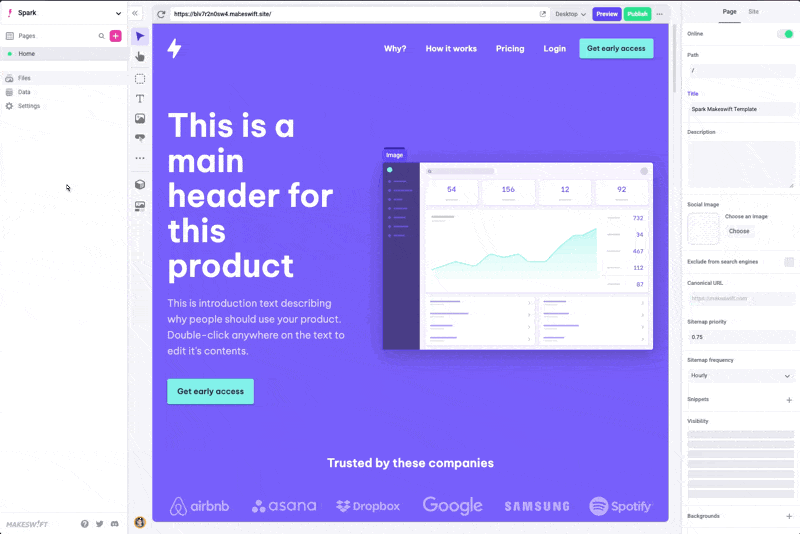 Spark
Pages
Home
Files
Data
Settings
MAKESWIFT
https://blv7r2n0sw4.makeswift.site/
Desktop
Preview
Publish
Why?
How it works
Pricing
Login
Get early access
This is a
main
header for
this
product
This is introduction text describing
why people should use your product.
Double-click anywhere on the text to
edit it's contents.
Get early access
Image
54
156
12
92
732
34
467
112
87
Trusted by these companies
airbnb
asana
Dropbox
Google
SAMSUNG
Spotify
Page
Site
Online
Path
/
Title
Spark Makeswift Template
Description
Social Image
Choose an image
Choose
Exclude from search engines
Canonical URL
https://makeswift.com/
Sitemap priority
0.75
Sitemap frequency
Hourly
Snippets
Visibility
Backgrounds